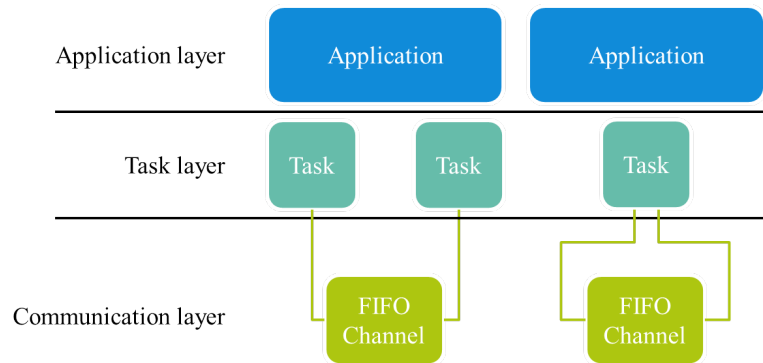 Application layer
Application
Application
Task layer
Task
Task
Task
Communication layer
FIFO
Channel
FIFO
Channel